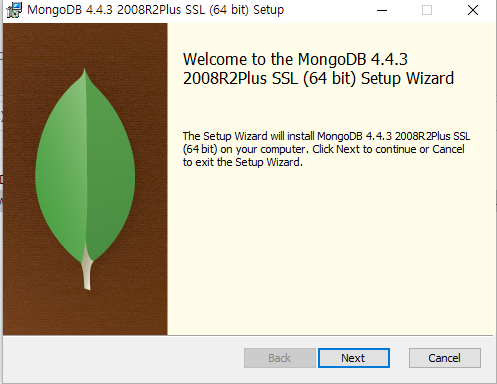 MongoDB 4.4.3 2008R2Plus SSL (64 bit) Setup
Welcome to the MongoDB 4.4.3
2008R2Plus SSL (64 bit) Setup Wizard
The Setup Wizard will install MongoDB 4.4.3 2008R2Plus SSL
(64 bit) on your computer. Click Next to continue or Cancel
to exit the Setup Wizard.
Back Next Cancel